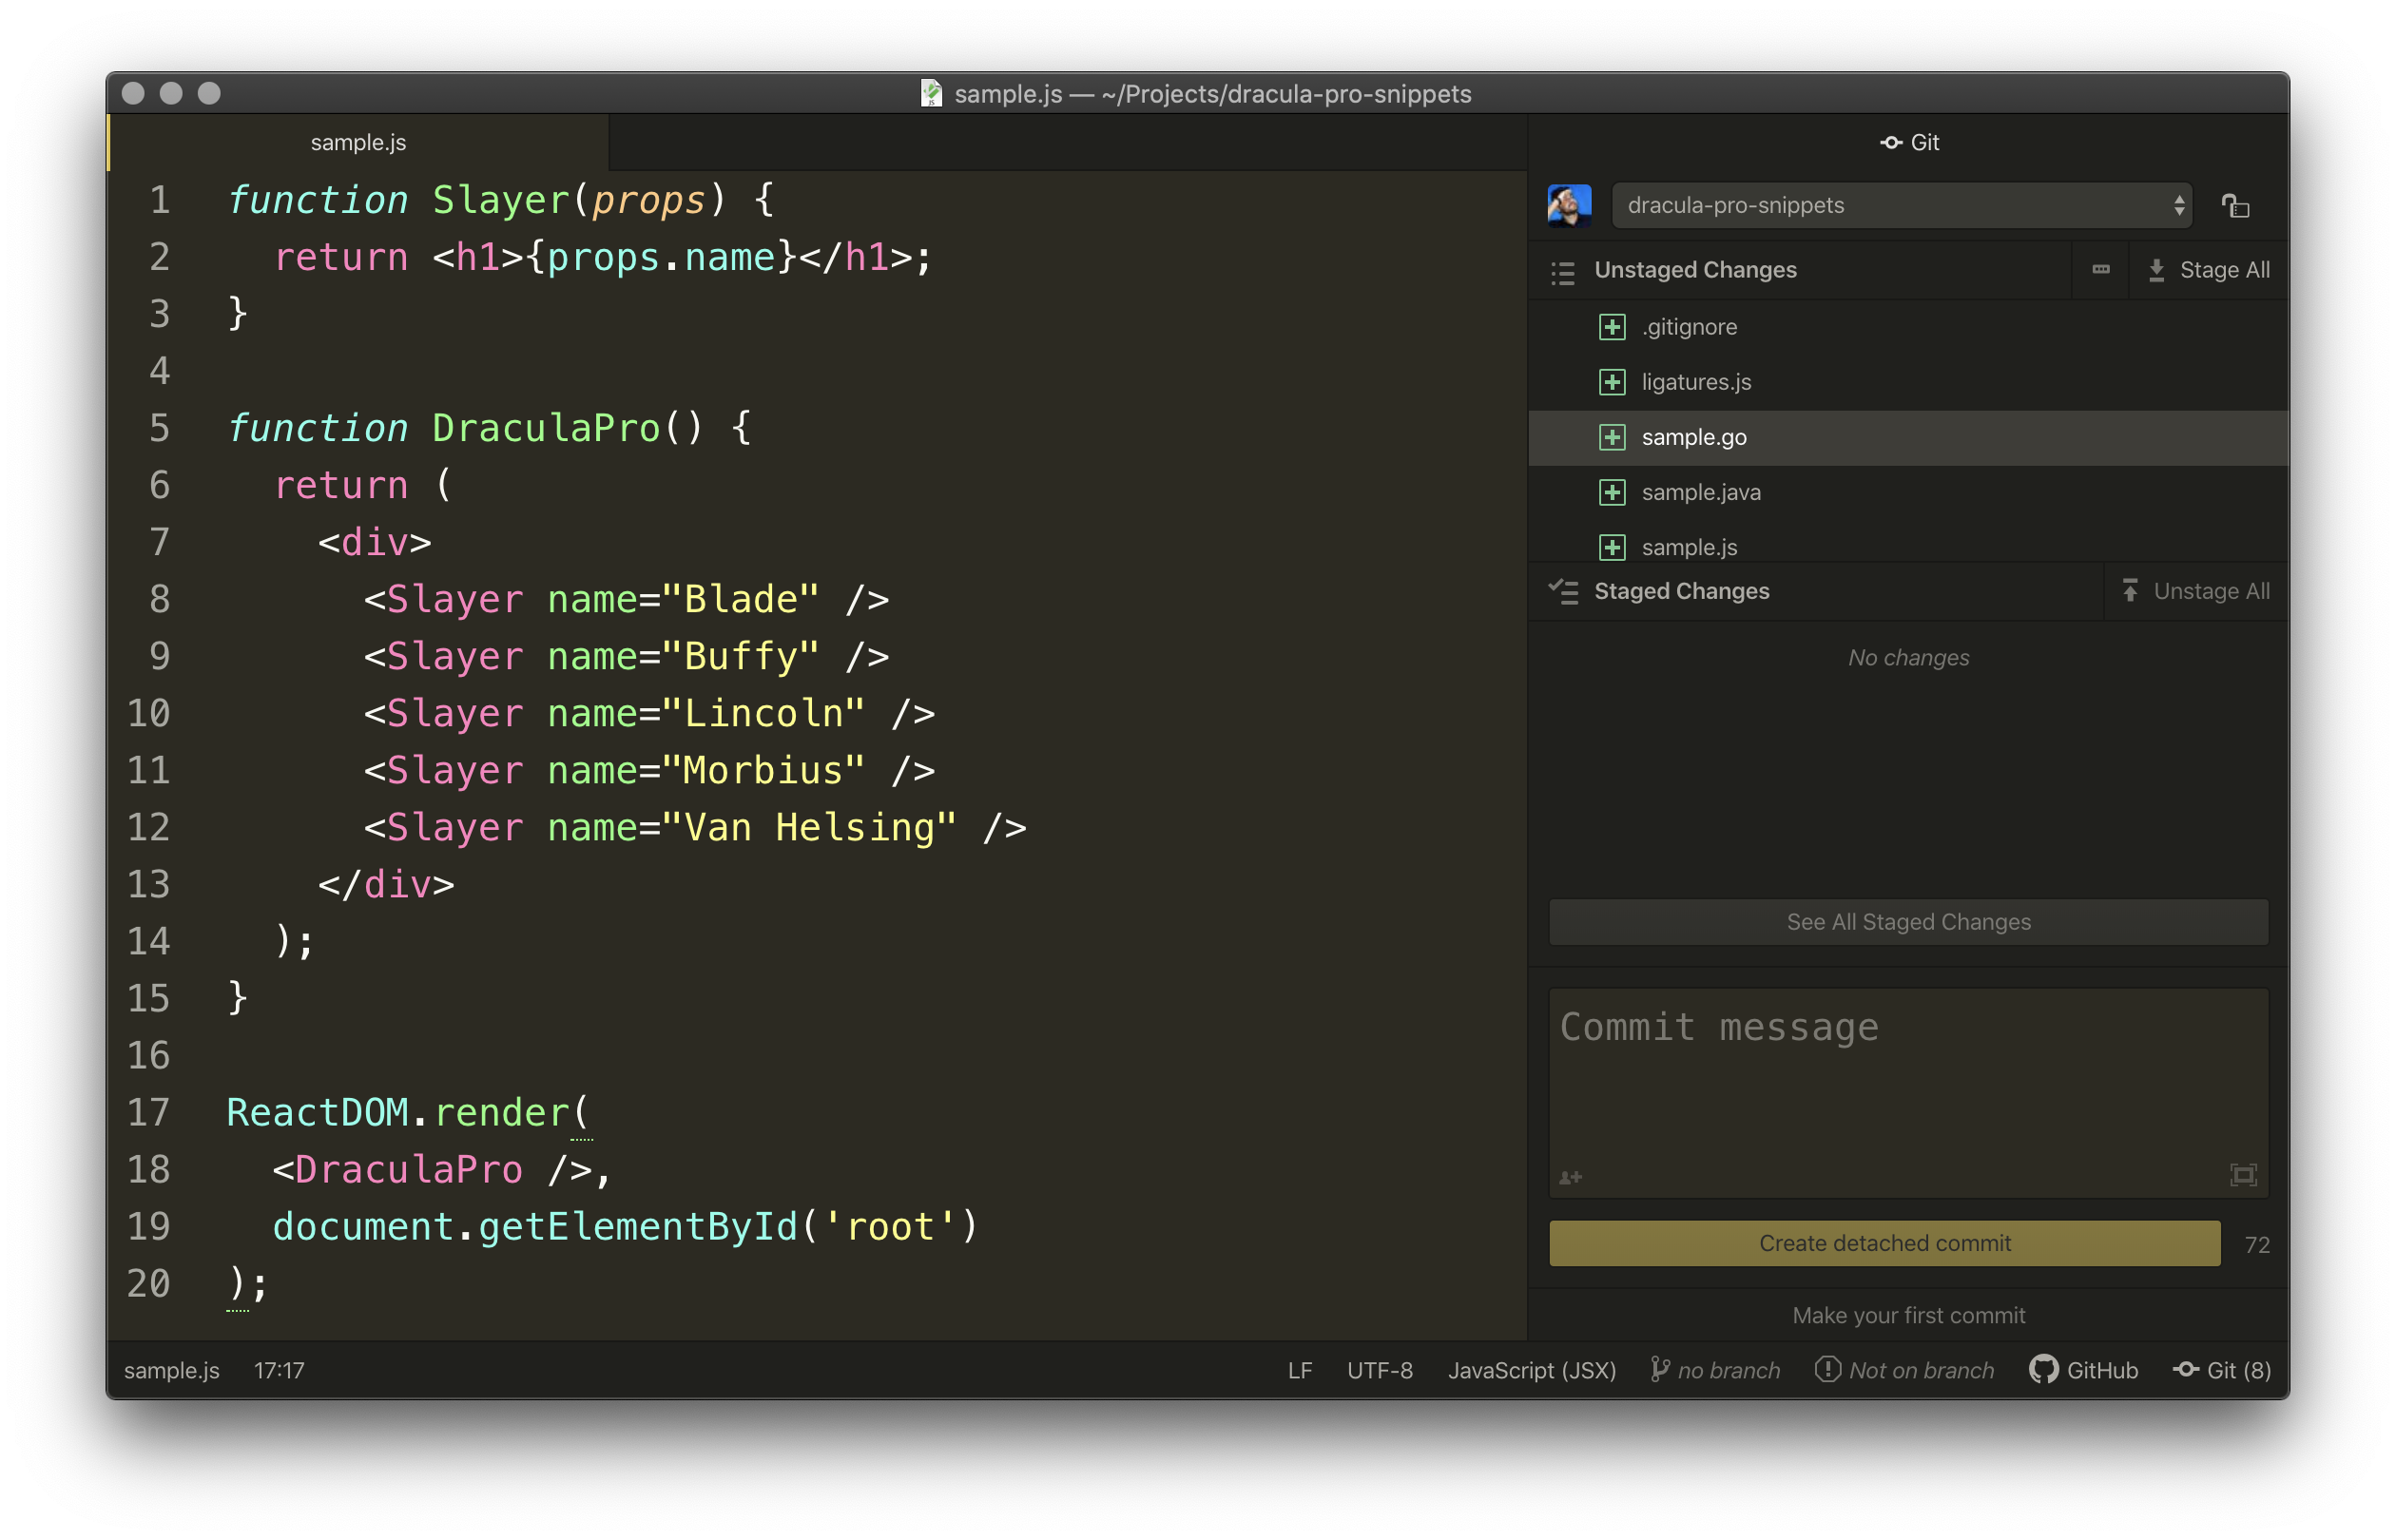 sample.js — ~/Projects/dracula-pro-snippets
sample.js
1 function Slayer(props) {
2   return <h1>{props.name}</h1>;
3 }
4
5 function DraculaPro() {
6   return (
7     <div>
8       <Slayer name="Blade" />
9       <Slayer name="Buffy" />
10       <Slayer name="Lincoln" />
11       <Slayer name="Morbius" />
12       <Slayer name="Van Helsing" />
13     </div>
14   );
15 }
16
17 ReactDOM.render(
18   <DraculaPro />,
19   document.getElementById('root')
20 );
Git
dracula-pro-snippets
Unstaged Changes
Stage All
.gitignore
ligatures.js
sample.go
sample.java
sample.js
Staged Changes
Unstage All
No changes
See All Staged Changes
Commit message
Create detached commit 72
Make your first commit
sample.js 17:17 LF UTF-8 JavaScript (JSX) no branch Not on branch GitHub Git (8)